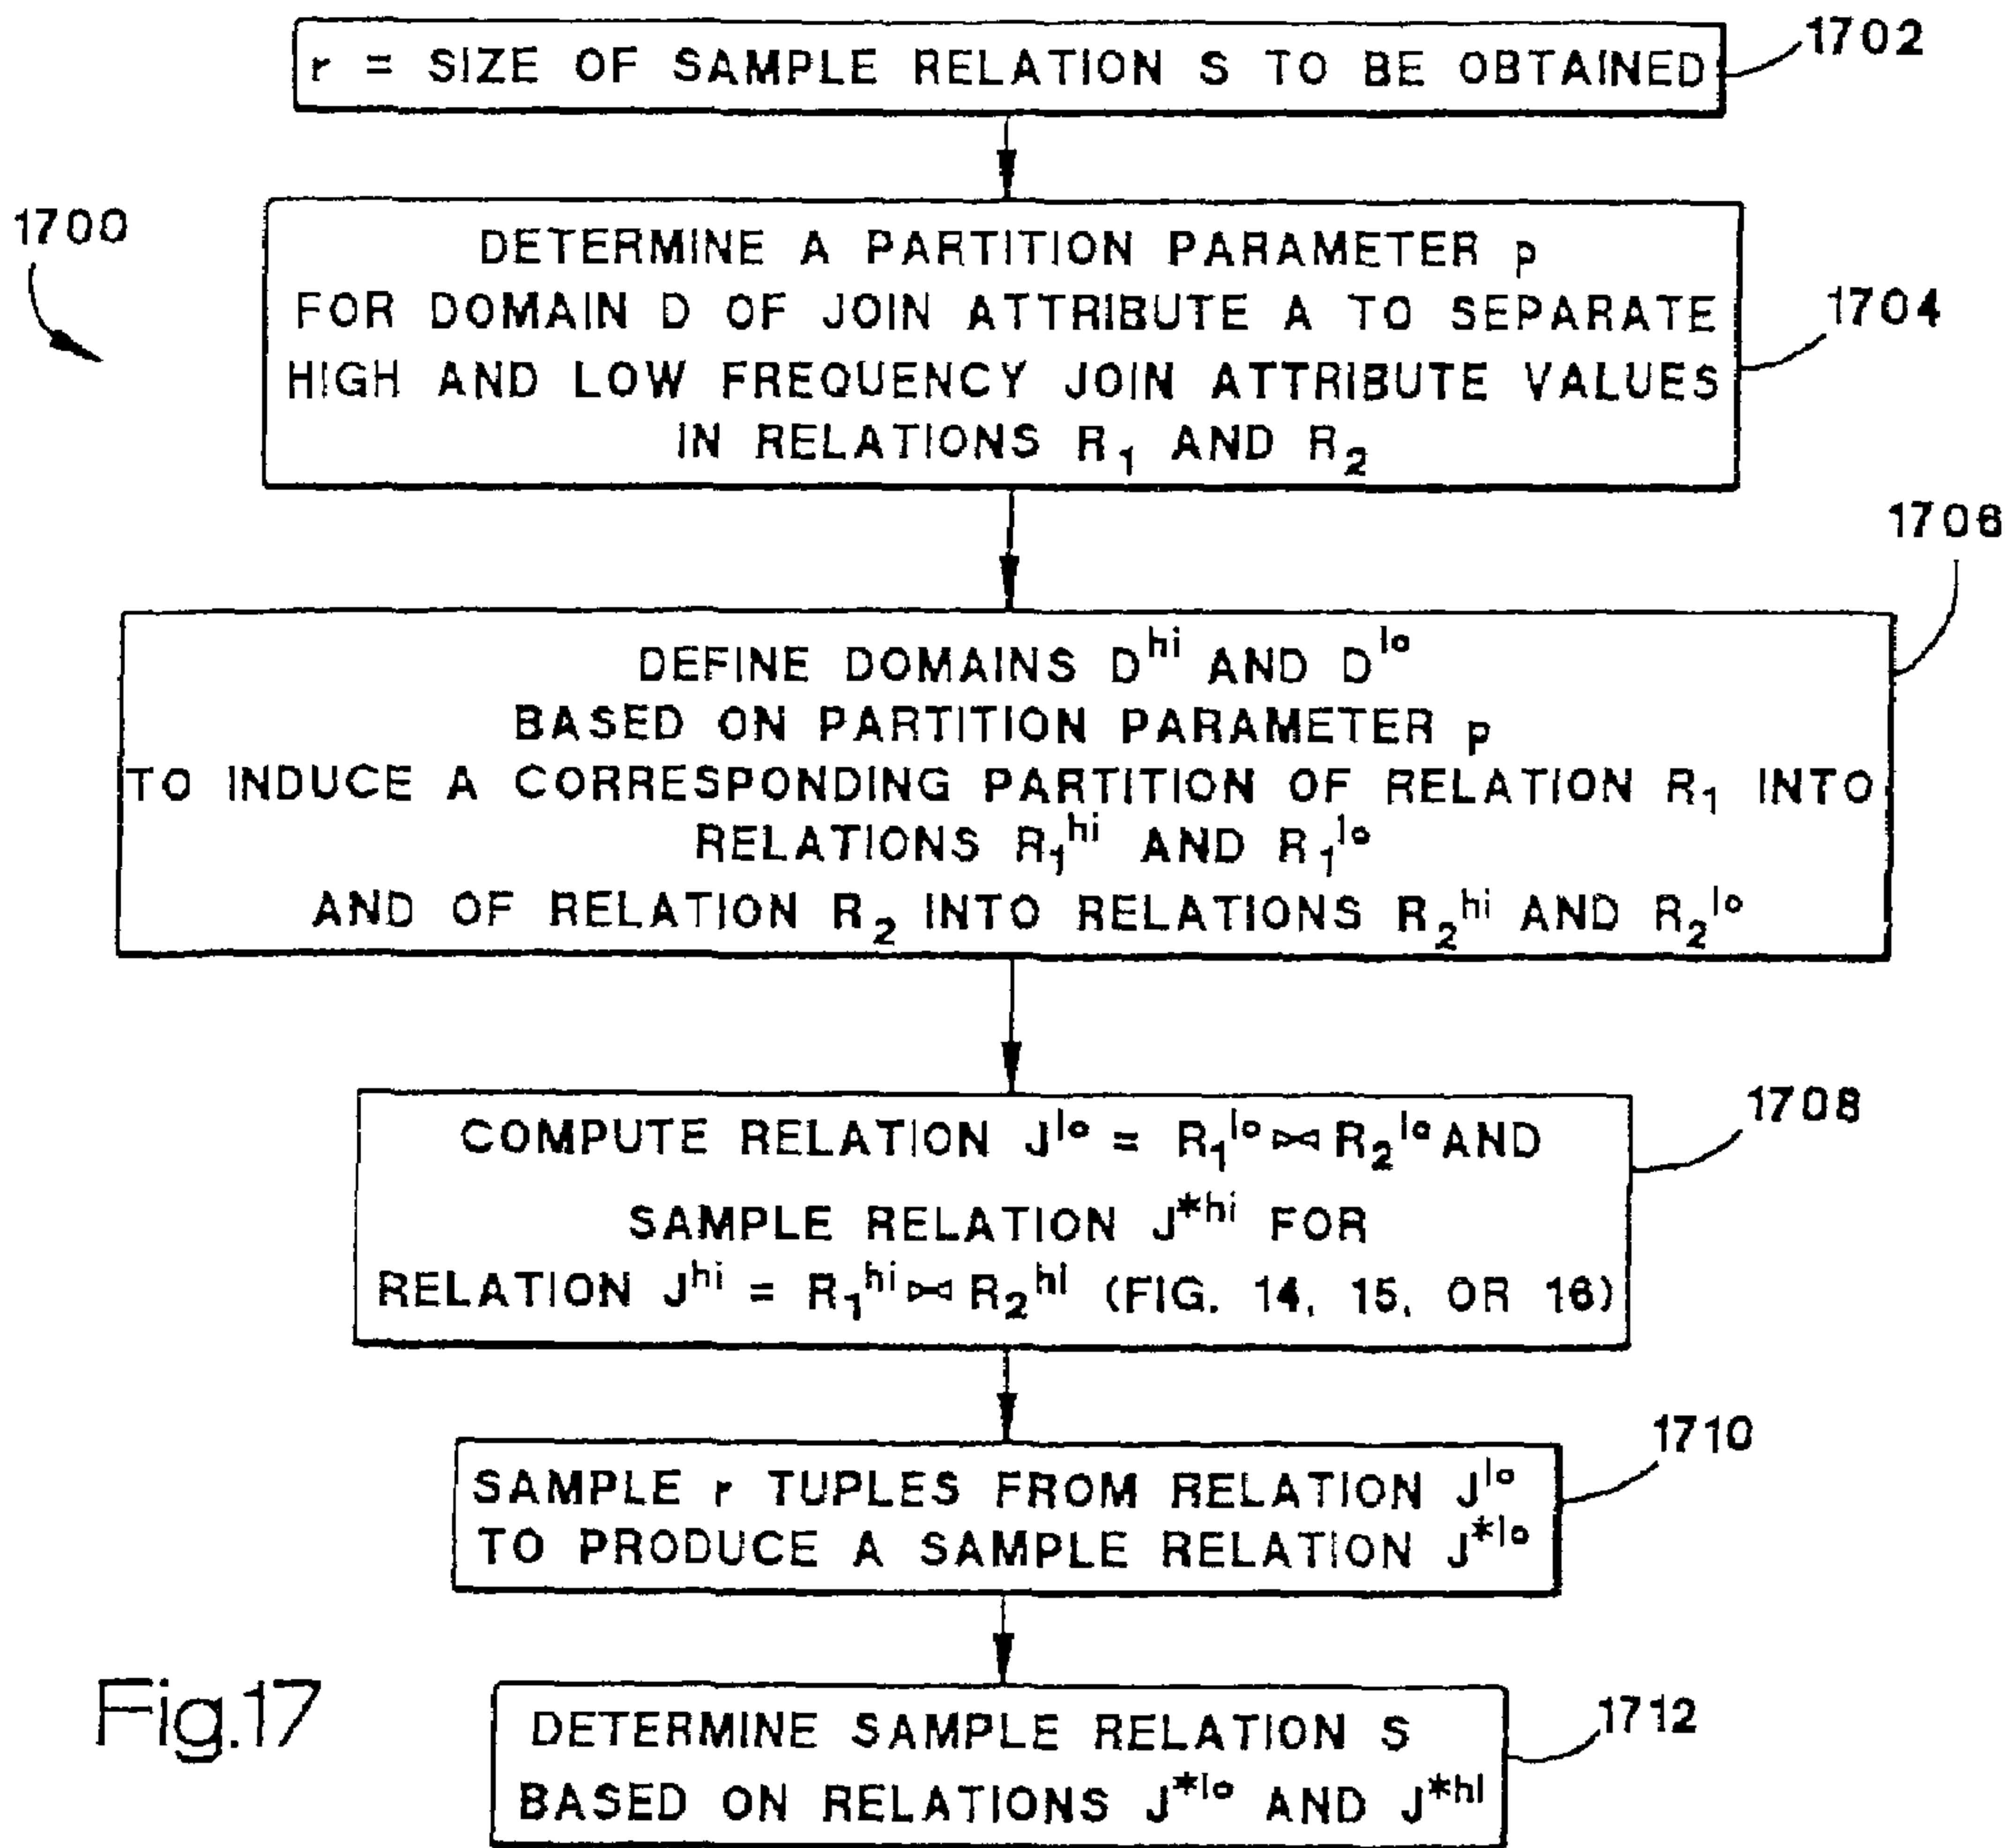 r = SIZE OF SAMPLE RELATION S TO BE OBTAINED
1702
1700
DETERMINE A PARTITION PARAMETER p
FOR DOMAIN D OF JOIN ATTRIBUTE A TO SEPARATE
HIGH AND LOW FREQUENCY JOIN ATTRIBUTE VALUES
IN RELATIONS R₁ AND R₂
1704
1706
DEFINE DOMAINS D^hi AND D^lo
BASED ON PARTITION PARAMETER p
TO INDUCE A CORRESPONDING PARTITION OF RELATION R₁ INTO
RELATIONS R₁^hi AND R₁^lo
AND OF RELATION R₂ INTO RELATIONS R₂^hi AND R₂^lo
1708
COMPUTE RELATION J^lo = R₁^lo ⋈ R₂^lo AND
SAMPLE RELATION J^*hi FOR
RELATION J^hi = R₁^hi ⋈ R₂^hi (FIG. 14, 15, OR 16)
1710
SAMPLE r TUPLES FROM RELATION J^lo
TO PRODUCE A SAMPLE RELATION J^*lo
1712
DETERMINE SAMPLE RELATION S
BASED ON RELATIONS J^*lo AND J^*hi
Fig.17